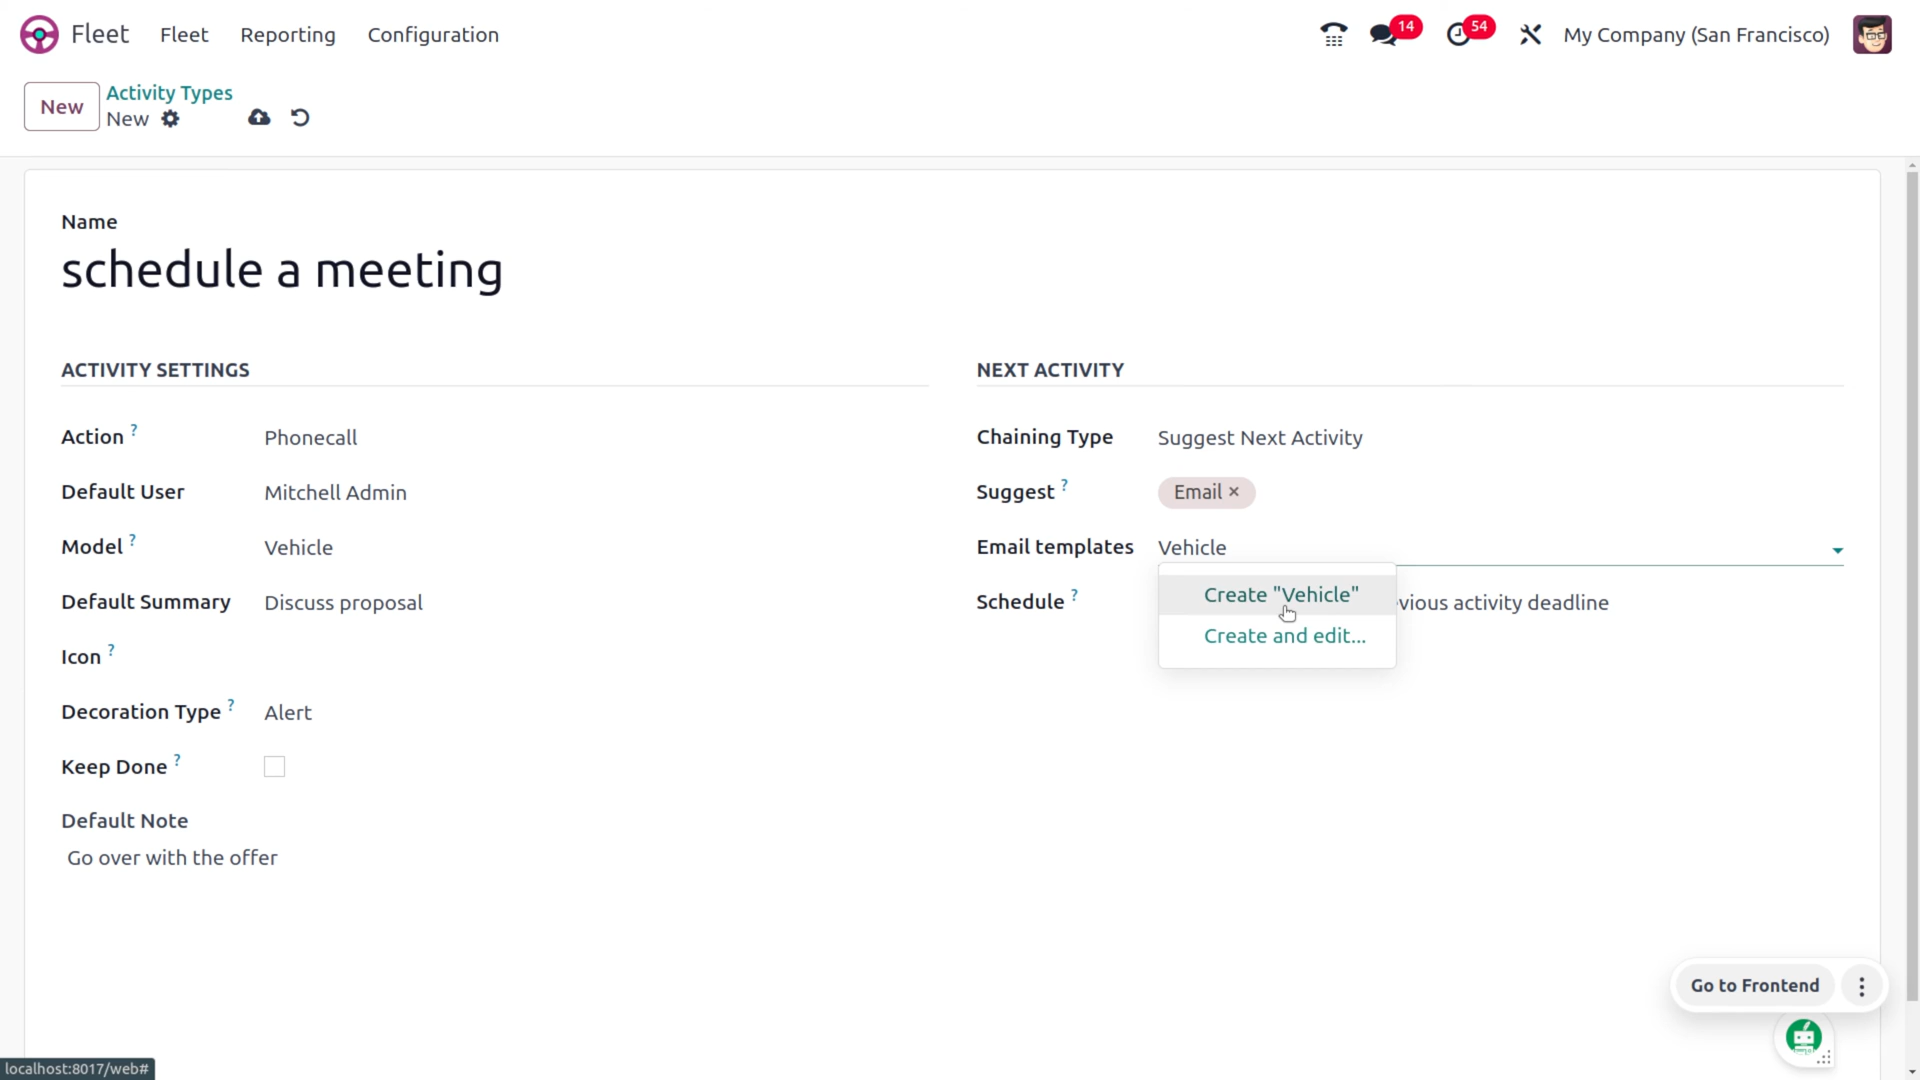 Fleet Fleet Reporting Configuration 14 54 My Company (San Francisco)
New Activity Types
New
Name
schedule a meeting
ACTIVITY SETTINGS
Action ? Phonecall
Default User Mitchell Admin
Model ? Vehicle
Default Summary Discuss proposal
Icon ?
Decoration Type ? Alert
Keep Done ?
Default Note
Go over with the offer
NEXT ACTIVITY
Chaining Type Suggest Next Activity
Suggest ? Email ×
Email templates Vehicle
Create "Vehicle"
Create and edit...
Schedule ? vious activity deadline
Go to Frontend
localhost:8017/web#